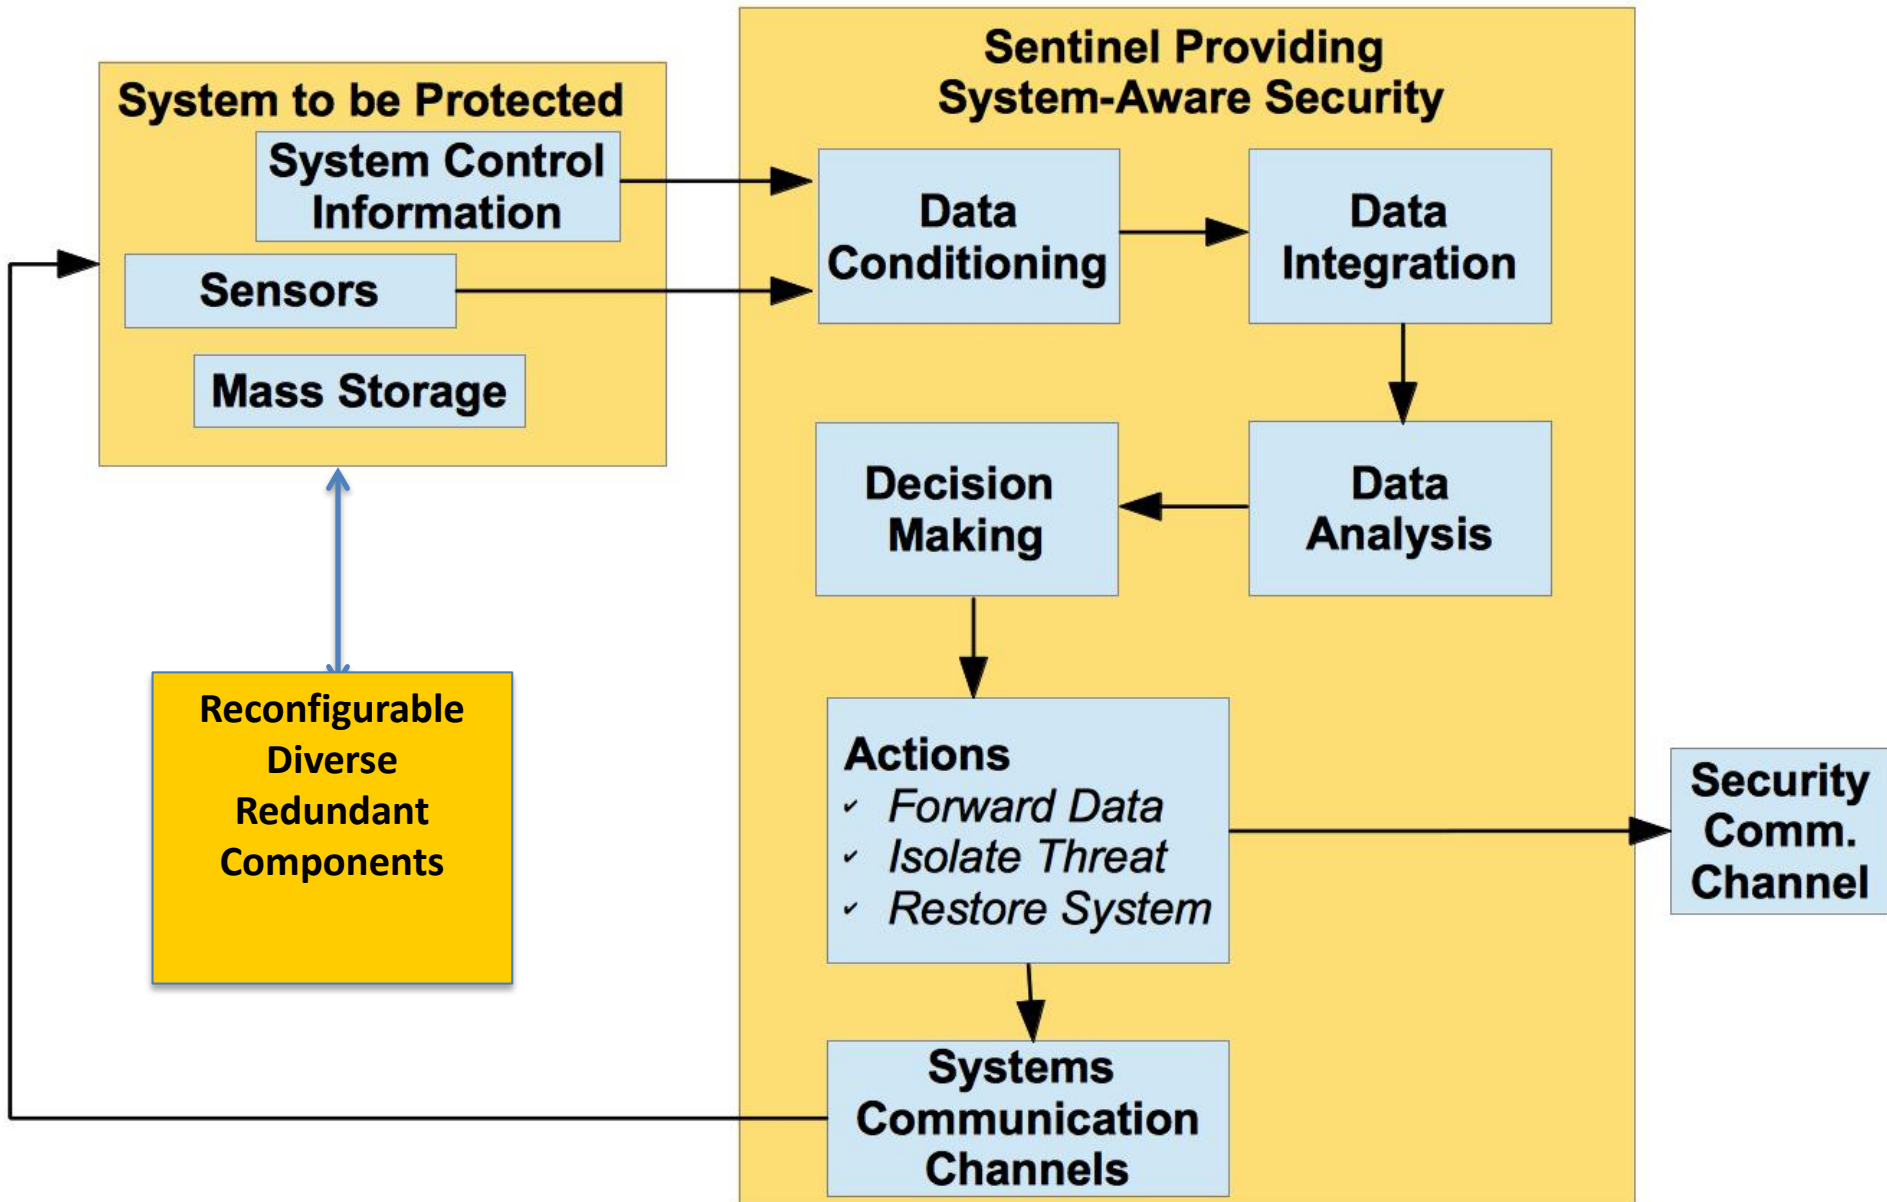 Sentinel Providing
System-Aware Security
System to be Protected
System Control
Information
Sensors
Mass Storage
Data
Conditioning
Data
Integration
Decision
Making
Data
Analysis
Reconfigurable
Diverse
Redundant
Components
Actions
✓ Forward Data
✓ Isolate Threat
✓ Restore System
Security
Comm.
Channel
Systems
Communication
Channels